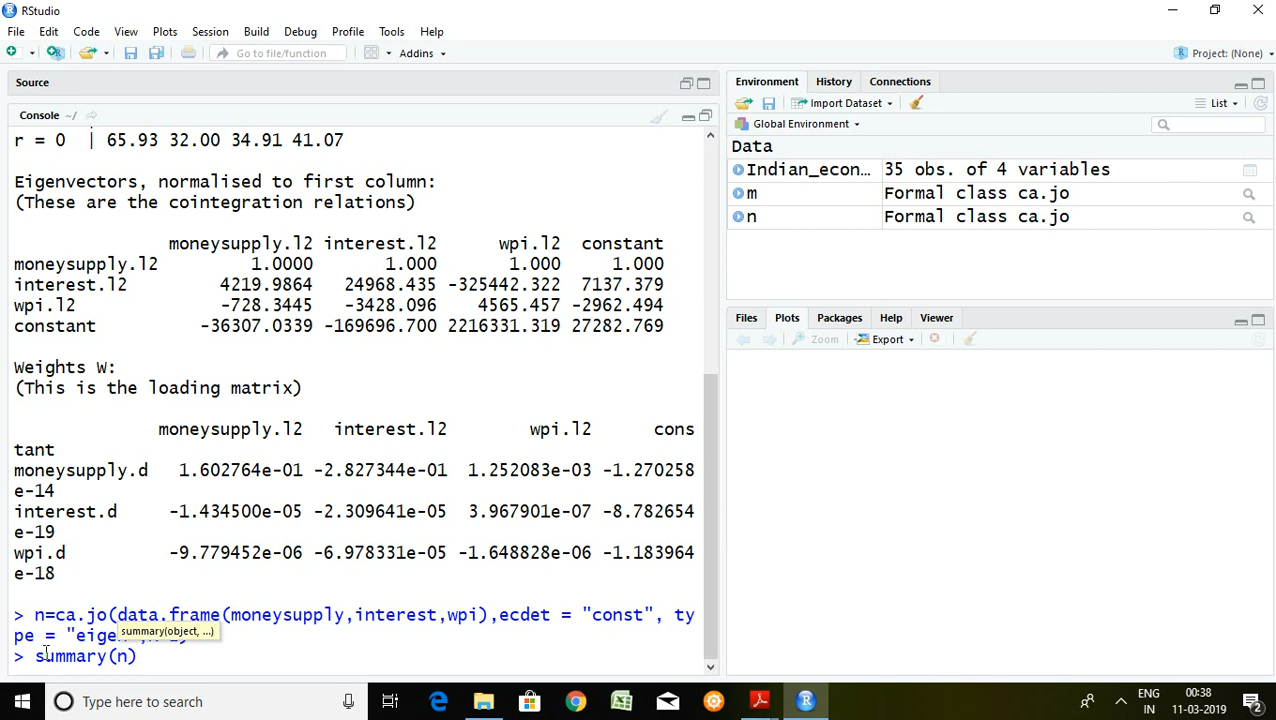 RStudio
File Edit Code View Plots Session Build Debug Profile Tools Help
Go to file/function Addins Project: (None)
Source
Console ~/
r = 0 | 65.93 32.00 34.91 41.07
Eigenvectors, normalised to first column:
(These are the cointegration relations)
moneysupply.l2 interest.l2 wpi.l2 constant
moneysupply.l2 1.0000 1.000 1.000 1.000
interest.l2 4219.9864 24968.435 -325442.322 7137.379
wpi.l2 -728.3445 -3428.096 4565.457 -2962.494
constant -36307.0339 -169696.700 2216331.319 27282.769
Weights W:
(This is the loading matrix)
moneysupply.l2 interest.l2 wpi.l2 cons
tant
moneysupply.d 1.602764e-01 -2.827344e-01 1.252083e-03 -1.270258
e-14
interest.d -1.434500e-05 -2.309641e-05 3.967901e-07 -8.782654
e-19
wpi.d -9.779452e-06 -6.978331e-05 -1.648828e-06 -1.183964
e-18
> n=ca.jo(data.frame(moneysupply,interest,wpi),ecdet = "const", ty
pe = "eigen
summary(object, ...)
> summary(n)
Environment History Connections
Import Dataset List
Global Environment
Data
Indian_econ... 35 obs. of 4 variables
m Formal class ca.jo
n Formal class ca.jo
Files Plots Packages Help Viewer
Zoom Export
Type here to search
ENG
IN
00:38
11-03-2019
2